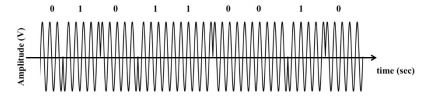 0 1 0 1 1 0 0 1 0
Amplitude (V)
time (sec)